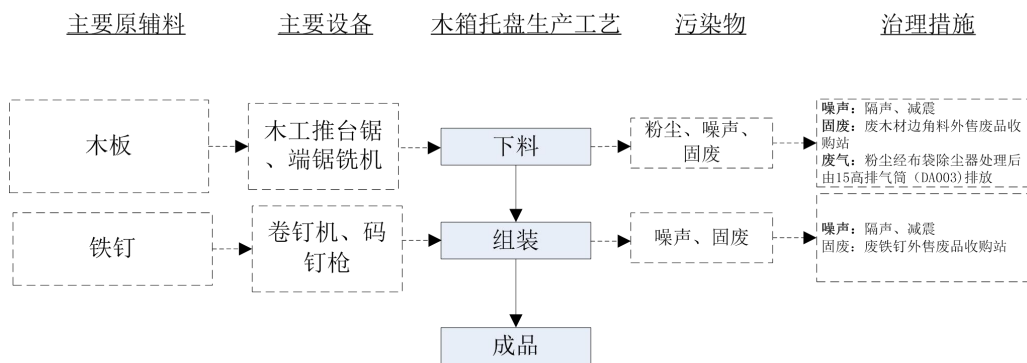 主要原辅料
主要设备
木箱托盘生产工艺
污染物
治理措施
木板
木工推台锯
、端锯铣机
下料
粉尘、噪声、
固废
噪声：隔声、减震
固废：废木材边角料外售废品收
购站
废气：粉尘经布袋除尘器处理后
由15高排气筒（DA003)排放
铁钉
卷钉机、码
钉枪
组装
噪声、固废
噪声：隔声、减震
固废：废铁钉外售废品收购站
成品